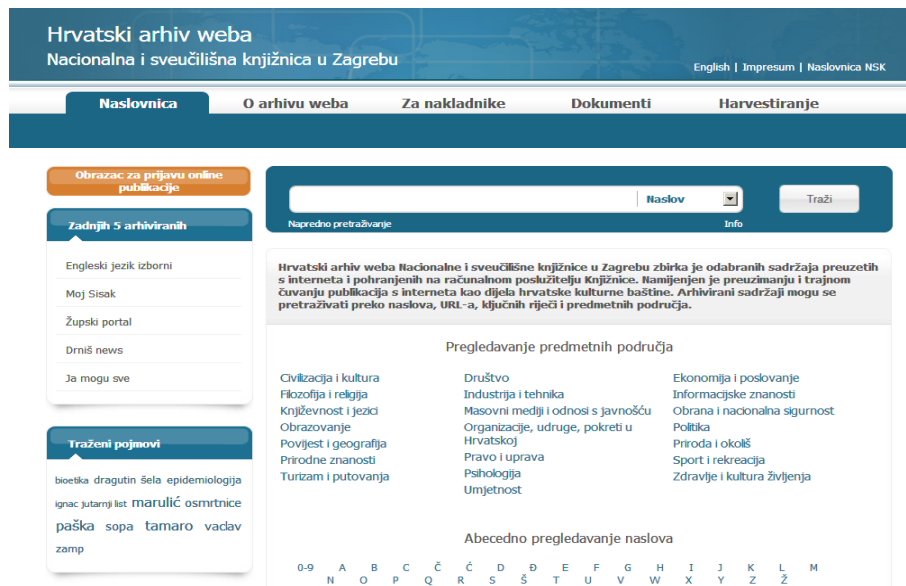 Hrvatski arhiv weba
Nacionalna i sveučilišna knjižnica u Zagrebu
English | Impresum | Naslovnica NSK
Naslovnica
O arhivu weba
Za nakladnike
Dokumenti
Harvestiranje
Obrazac za prijavu online
publikacije
Zadnjih 5 arhiviranih
Engleski jezik izborni
Moj Sisak
Župski portal
Drniš news
Ja mogu sve
Traženi pojmovi
bioetika dragutin šela epidemiologija
ignac jutarnji list marulić osmrtnice
paška sopa tamaro vaclav
zamp
Naslov
Traži
Napredno pretraživanje
Info
Hrvatski arhiv weba Nacionalne i sveučilišne knjižnice u Zagrebu zbirka je odabranih sadržaja preuzetih
s interneta i pohranjenih na računalnom poslužitelju Knjižnice. Namijenjen je preuzimanju i trajnom
čuvanju publikacija s interneta kao dijela hrvatske kulturne baštine. Arhivirani sadržaji mogu se
pretraživati preko naslova, URL-a, ključnih riječi i predmetnih područja.
Pregledavanje predmetnih područja
Civilizacija i kultura
Filozofija i religija
Književnost i jezici
Obrazovanje
Povijest i geografija
Prirodne znanosti
Turizam i putovanja
Društvo
Industrija i tehnika
Masovni mediji i odnosi s javnošću
Organizacije, udruge, pokreti u
Hrvatskoj
Pravo i uprava
Psihologija
Umjetnost
Ekonomija i poslovanje
Informacijske znanosti
Obrana i nacionalna sigurnost
Politika
Priroda i okoliš
Sport i rekreacija
Zdravlje i kultura življenja
Abecedno pregledavanje naslova
0-9 A B C Č Ć D Đ E F G H I J K L M
N O P Q R S Š T U V W X Y Z Ž